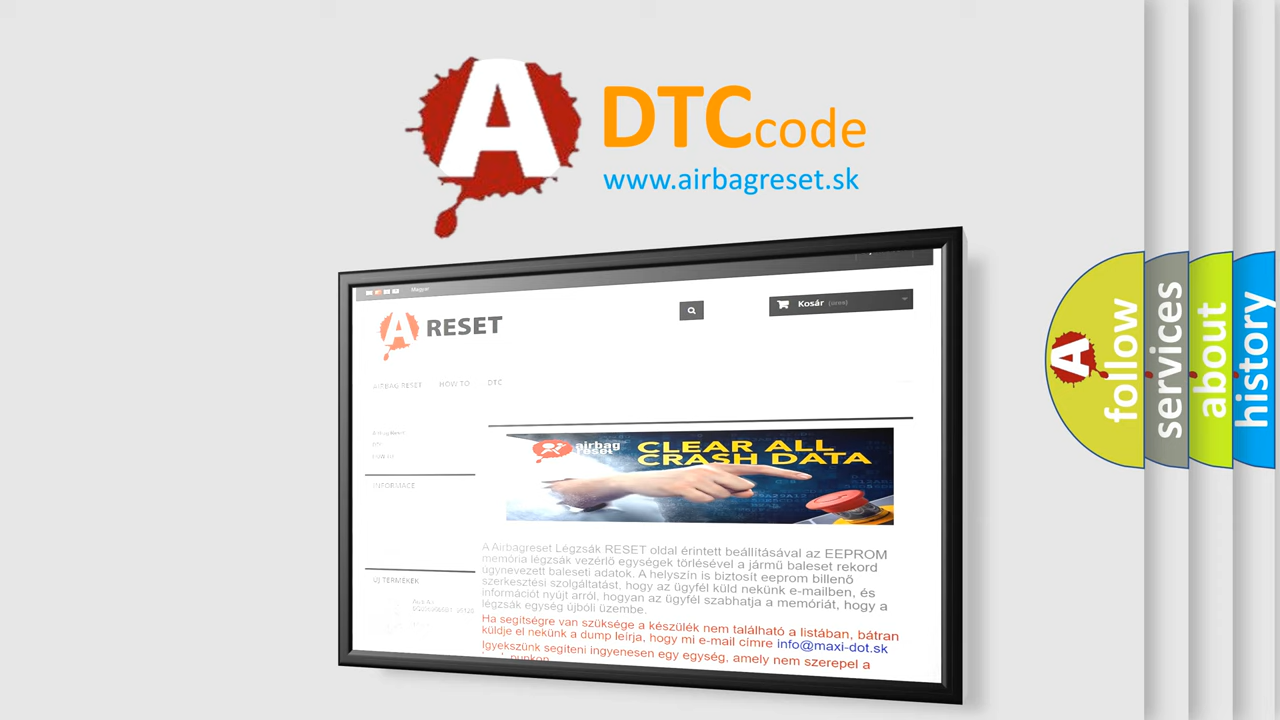 A
DTC code
www.airbagreset.sk
Magyar
Kosár (üres)
A RESET
AIRBAG RESET HOW TO DTC
INFORMACE
airbag
reset
CLEAR ALL
CRASH DATA
A Airbagreset Légzsák RESET oldal érintett beállításával az EEPROM
memória légzsák vezérlő egységek törlésével a jármű baleset rekord
úgynevezett baleseti adatok. A helyszín is biztosít eeprom billenő
szerkesztési szolgáltatást, hogy az ügyfél küld nekünk e-mailben, és
információt nyújt arról, hogyan az ügyfél szabhatja a memóriát, hogy a
légzsák egység újbóli üzembe.
Ha segítségre van szüksége a készülék nem található a listában, bátran
küldje el nekünk a dump leírja, hogy mi e-mail címre info@maxi-dot.sk
Igyekszünk segíteni ingyenesen egy egység, amely nem szerepel a
ÚJ TERMÉKEK
A
follow
services
about
history